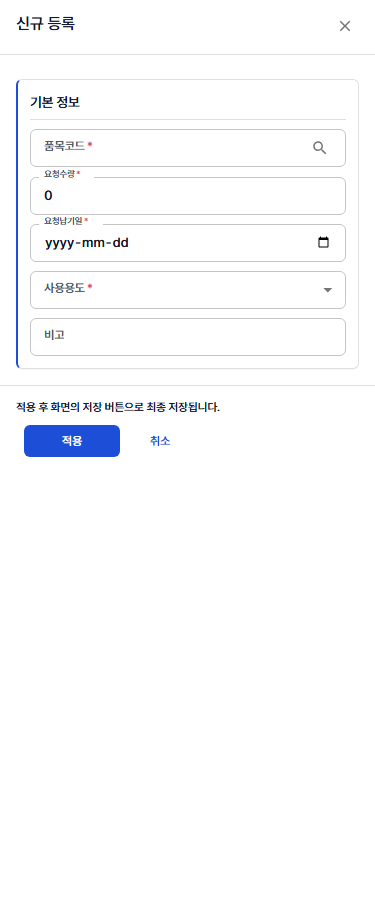 신규 등록
기본 정보
품목코드 *
요청수량 *
0
요청납기일 *
yyyy-mm-dd
사용용도 *
비고
적용 후 화면의 저장 버튼으로 최종 저장됩니다.
적용 취소